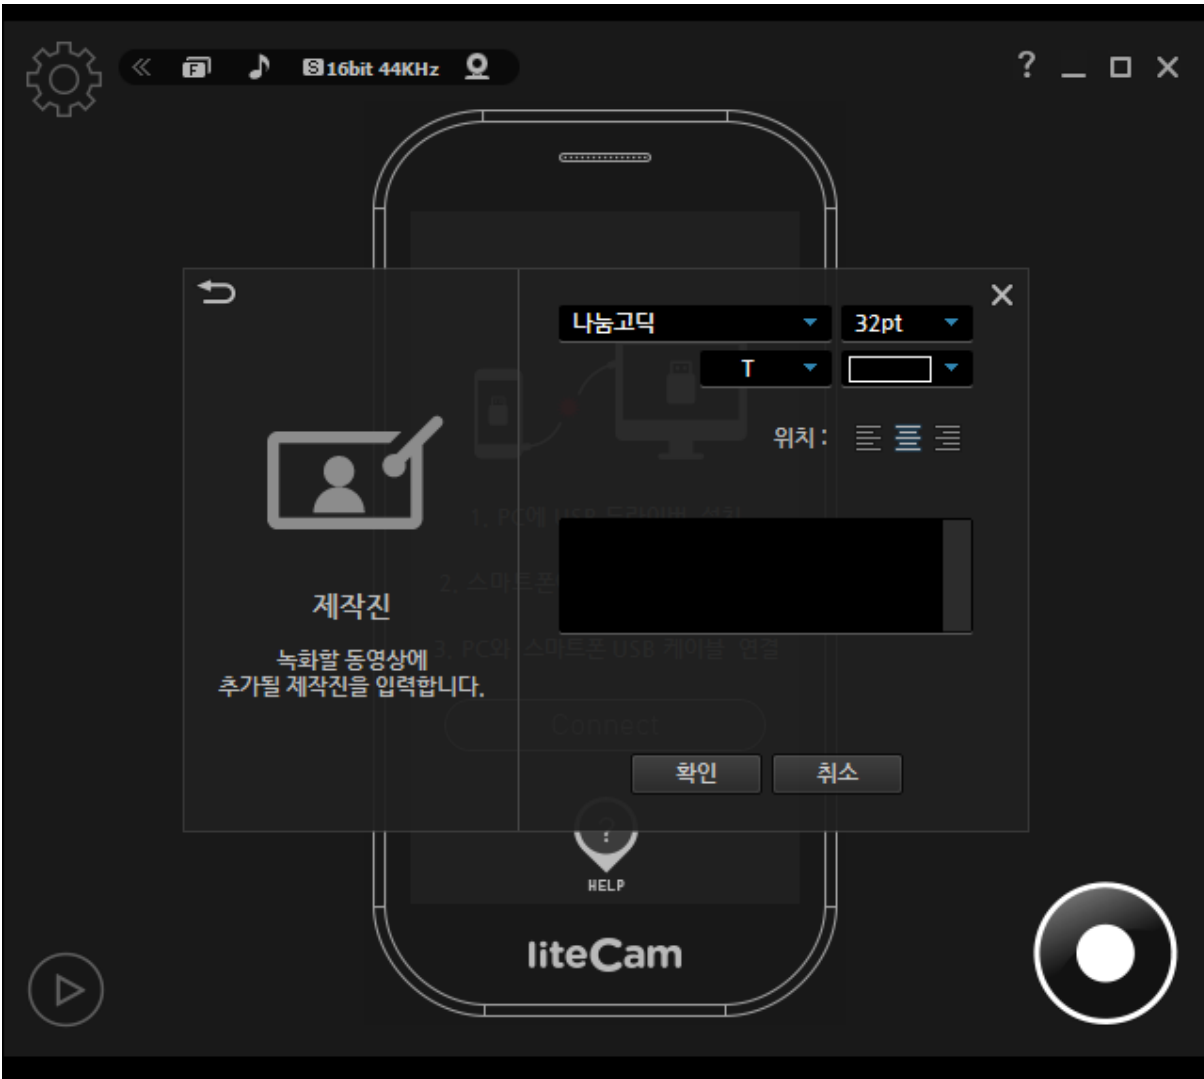 16bit 44KHz
나눔고딕
32pt
T
위치 :
1. PC에 USB 드라이버 설치
2. 스마트폰
제작진
3. PC와 스마트폰 USB 케이블 연결
녹화할 동영상에
추가될 제작진을 입력합니다.
Connect
확인
취소
?
HELP
liteCam